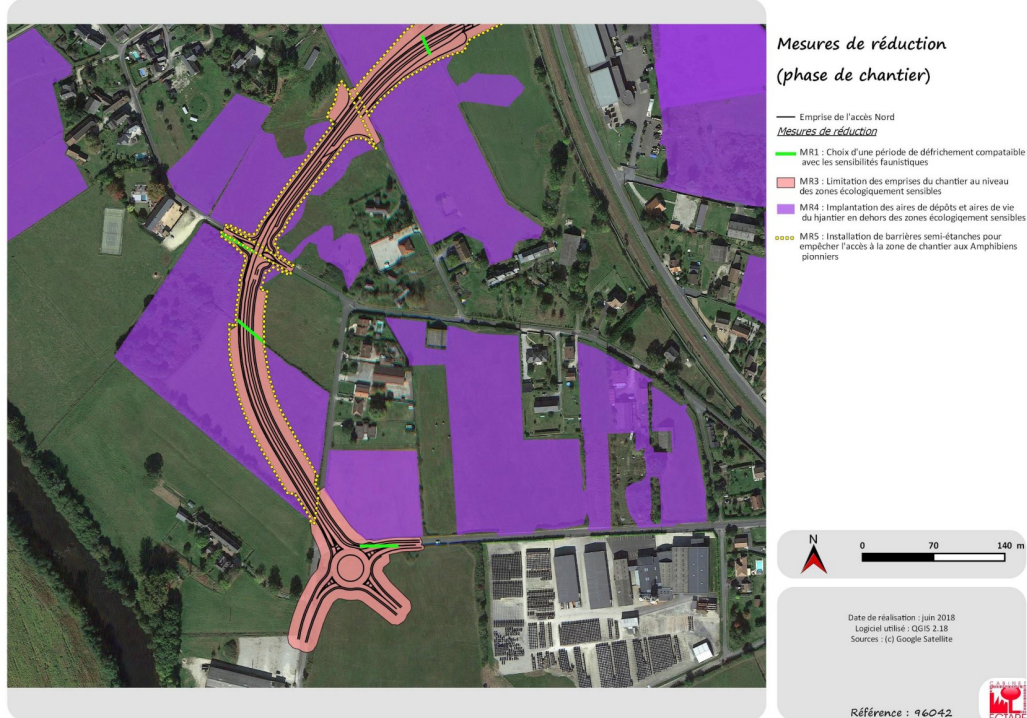 Mesures de réduction
(phase de chantier)
Emprise de l'accès Nord
Mesures de réduction
MR1 : Choix d'une période de défrichement compataible
avec les sensibilités faunistiques
MR3 : Limitation des emprises du chantier au niveau
des zones écologiquement sensibles
MR4 : Implantation des aires de dépôts et aires de vie
du hjantier en dehors des zones écologiqement sensibles
MR5 : Installation de barrières semi-étanches pour
empêcher l'accès à la zone de chantier aux Amphibiens
pionniers
N
0 70 140 m
Date de réalisation : juin 2018
Logiciel utilisé : QGIS 2.18
Sources : (c) Google Satellite
Référence : 96042
CABINET
ECTARE